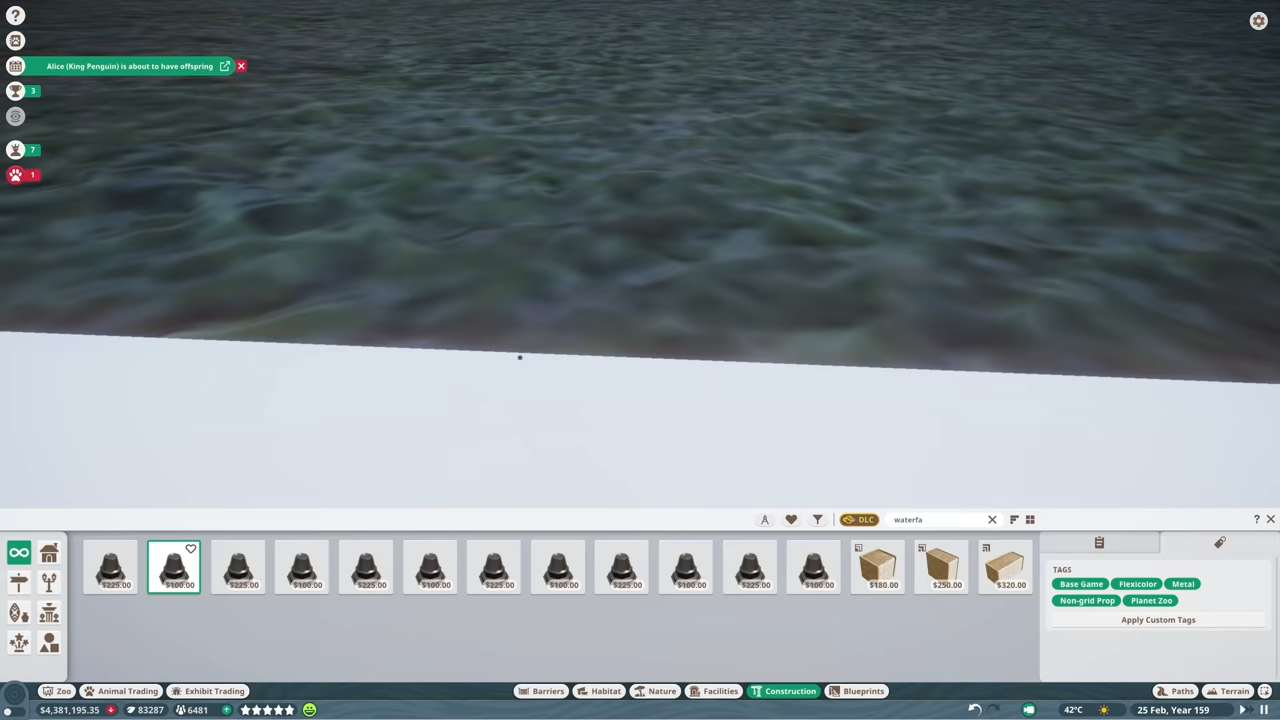 ?
Alice (King Penguin) is about to have offspring
3
7
1
DLC
waterfa
?
$225.00 $100.00 $225.00 $100.00 $225.00 $100.00 $225.00 $100.00 $225.00 $100.00 $225.00 $100.00 $180.00 $250.00 $320.00
TAGS
Base Game Flexicolor Metal
Non-grid Prop Planet Zoo
Apply Custom Tags
Zoo Animal Trading Exhibit Trading Barriers Habitat Nature Facilities Construction Blueprints Paths Terrain
$4,381,195.35 83287 6481 42°C 25 Feb, Year 159